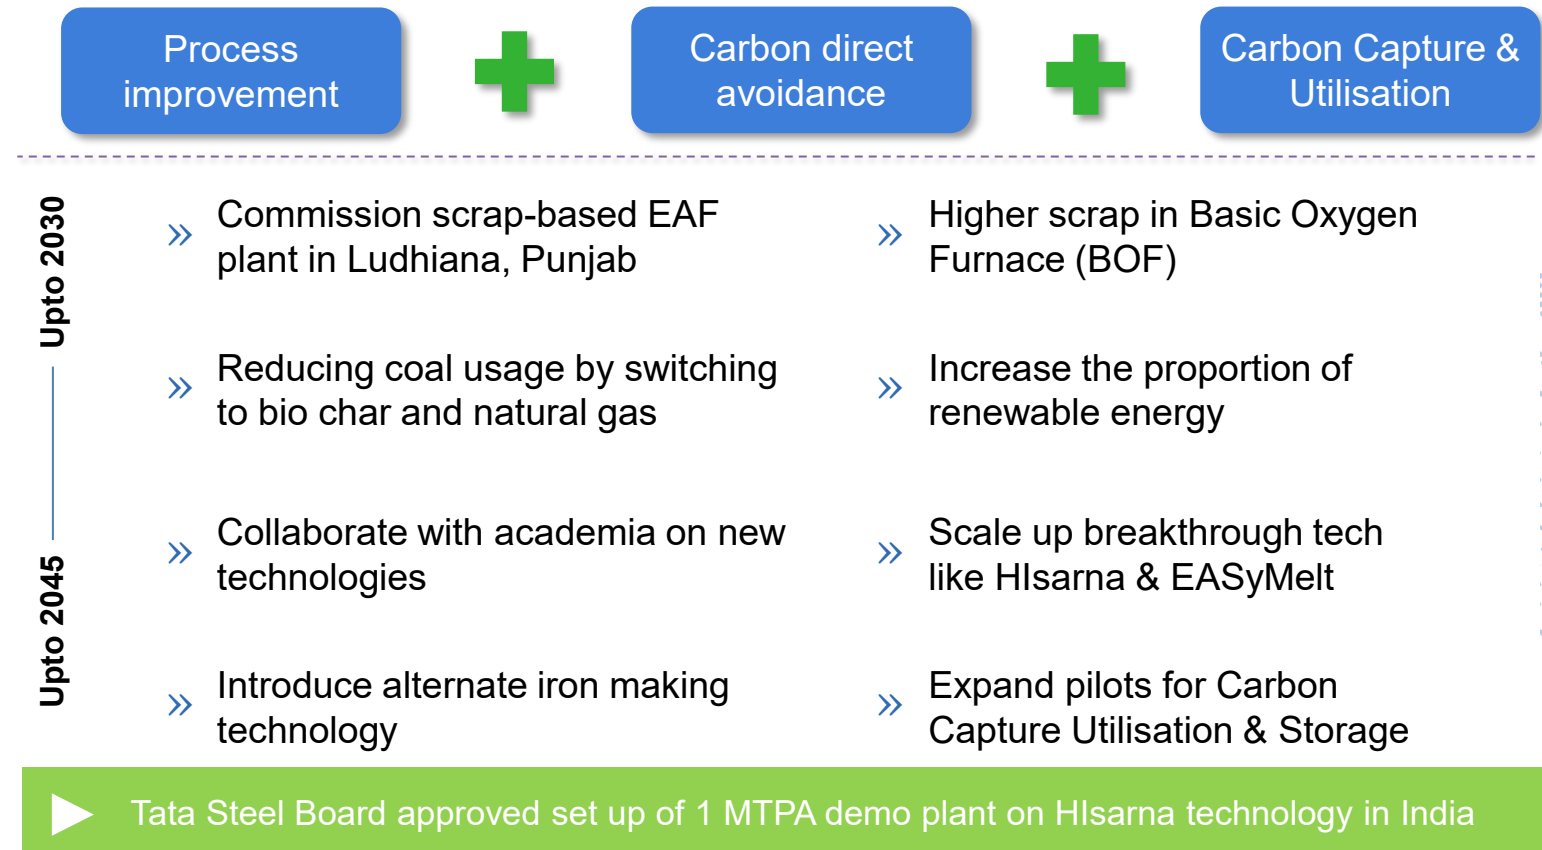 Process
improvement
Carbon direct
avoidance
Carbon Capture &
Utilisation
Upto 2030
Commission scrap-based EAF
plant in Ludhiana, Punjab
Higher scrap in Basic Oxygen
Furnace (BOF)
Reducing coal usage by switching
to bio char and natural gas
Increase the proportion of
renewable energy
Upto 2045
Collaborate with academia on new
technologies
Scale up breakthrough tech
like HIsarna & EASyMelt
Introduce alternate iron making
technology
Expand pilots for Carbon
Capture Utilisation & Storage
Tata Steel Board approved set up of 1 MTPA demo plant on HIsarna technology in India